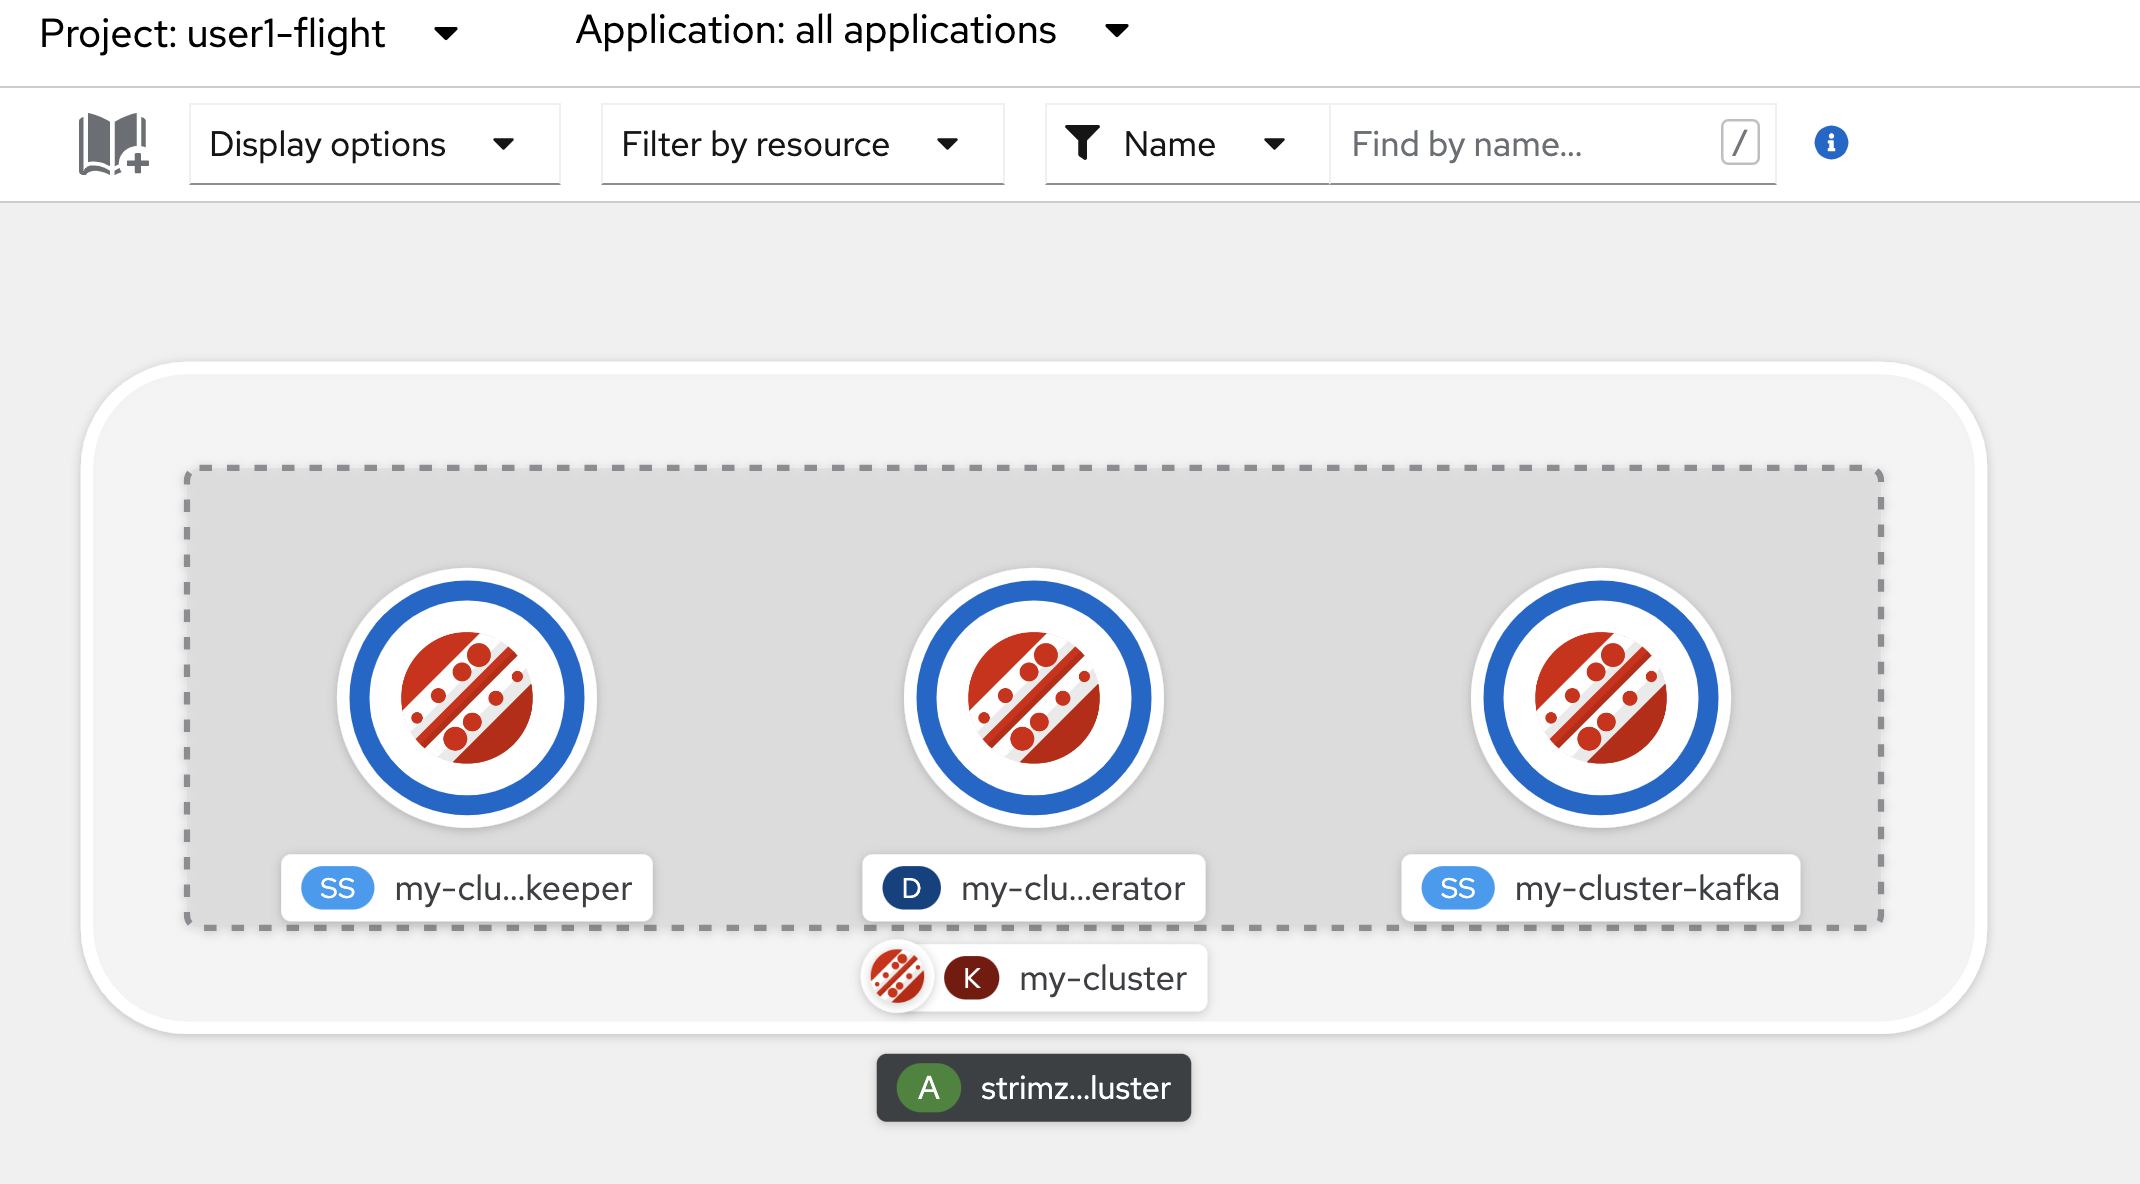 Project: user1-flight
Application: all applications
Display options
Filter by resource
Name
Find by name...
/
i
SS my-clu...keeper
D my-clu...erator
SS my-cluster-kafka
K my-cluster
A strimz...luster